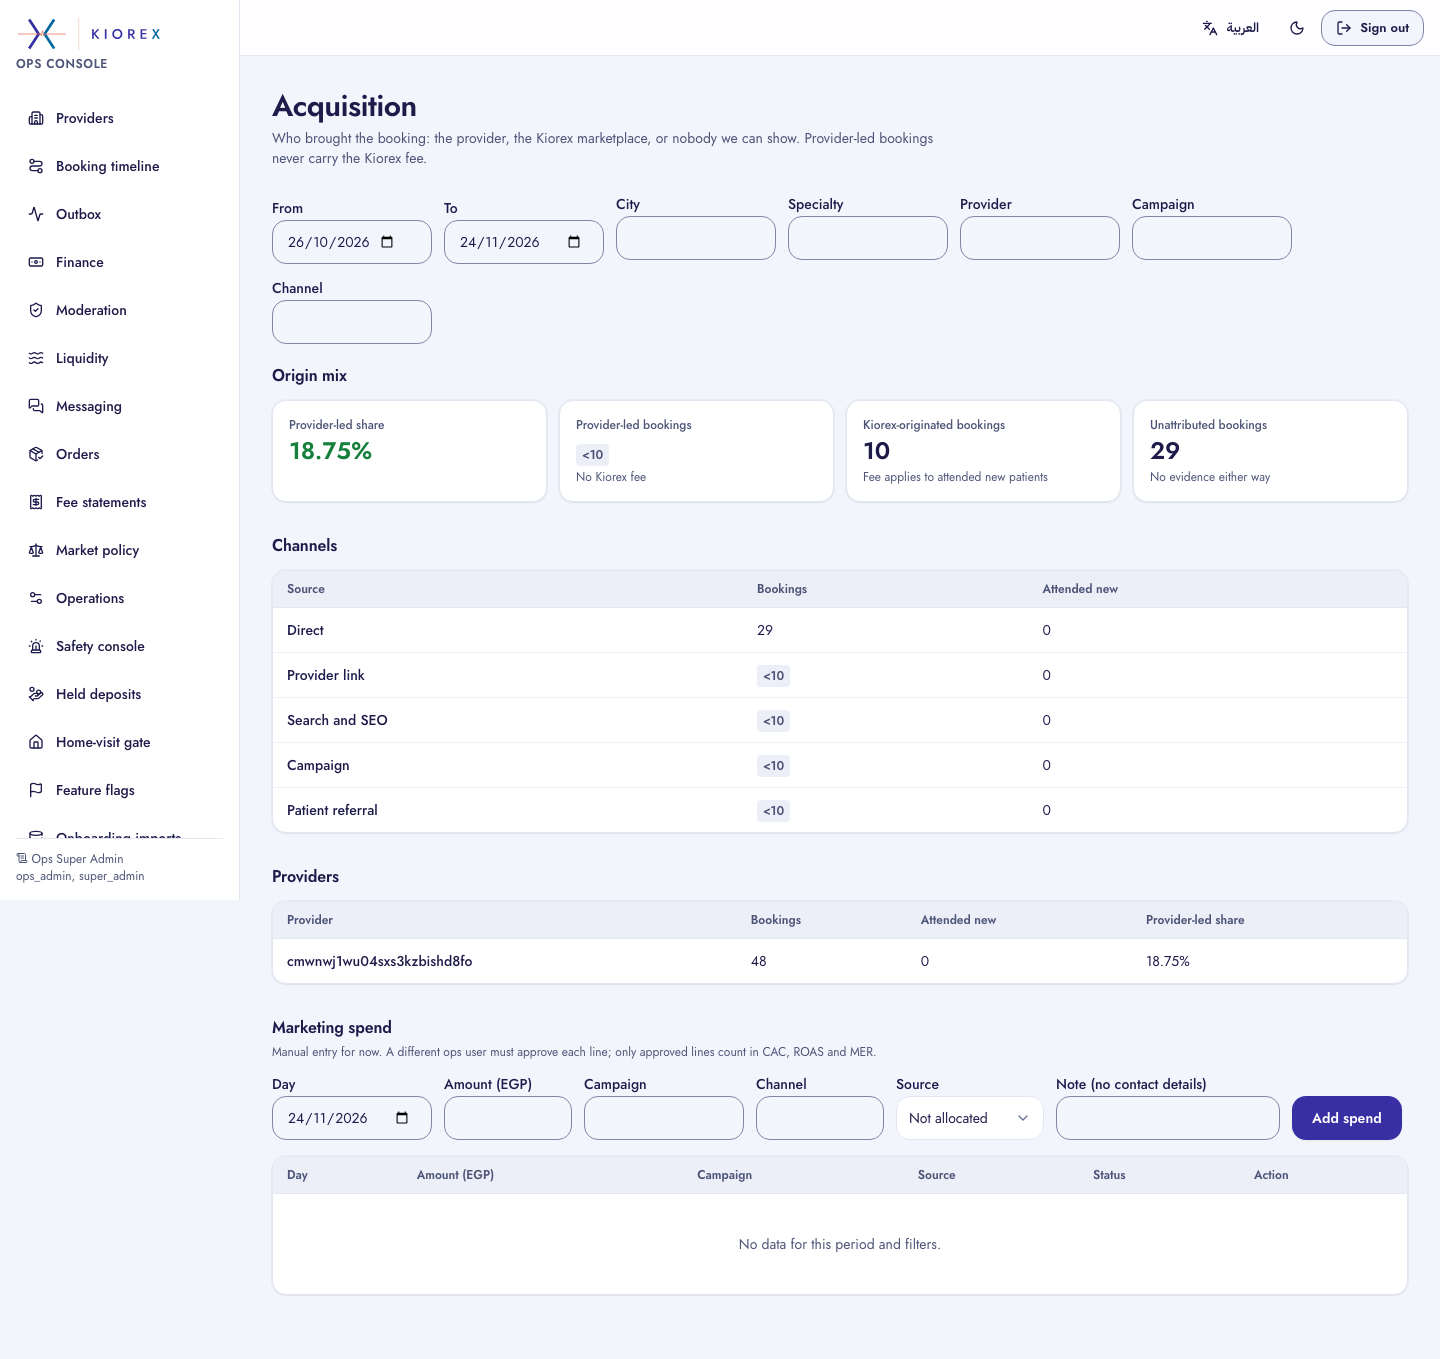 KIOREX
OPS CONSOLE
العربية
Sign out
Providers
Booking timeline
Outbox
Finance
Moderation
Liquidity
Messaging
Orders
Fee statements
Market policy
Operations
Safety console
Held deposits
Home-visit gate
Feature flags
Onboarding imports
Ops Super Admin
ops_admin, super_admin
Acquisition
Who brought the booking: the provider, the Kiorex marketplace, or nobody we can show. Provider-led bookings
never carry the Kiorex fee.
From To City Specialty Provider Campaign
26/10/2026 24/11/2026
Channel
Origin mix
Provider-led share
18.75%
Provider-led bookings
<10
No Kiorex fee
Kiorex-originated bookings
10
Fee applies to attended new patients
Unattributed bookings
29
No evidence either way
Channels
Source Bookings Attended new
Direct 29 0
Provider link <10 0
Search and SEO <10 0
Campaign <10 0
Patient referral <10 0
Providers
Provider Bookings Attended new Provider-led share
cmwnwj1wu04sxs3kzbishd8fo 48 0 18.75%
Marketing spend
Manual entry for now. A different ops user must approve each line; only approved lines count in CAC, ROAS and MER.
Day Amount (EGP) Campaign Channel Source Note (no contact details)
24/11/2026 Not allocated Add spend
Day Amount (EGP) Campaign Source Status Action
No data for this period and filters.